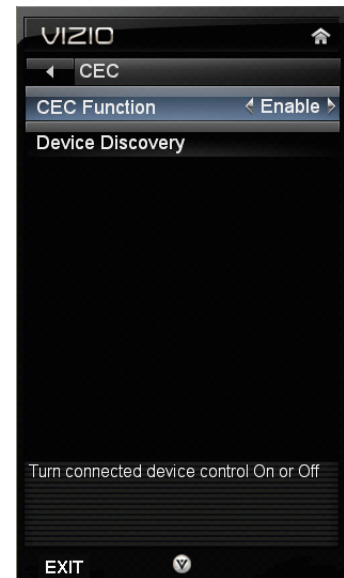 VIZIO
CEC
CEC Function Enable
Device Discovery
Turn connected device control On or Off
EXIT
V